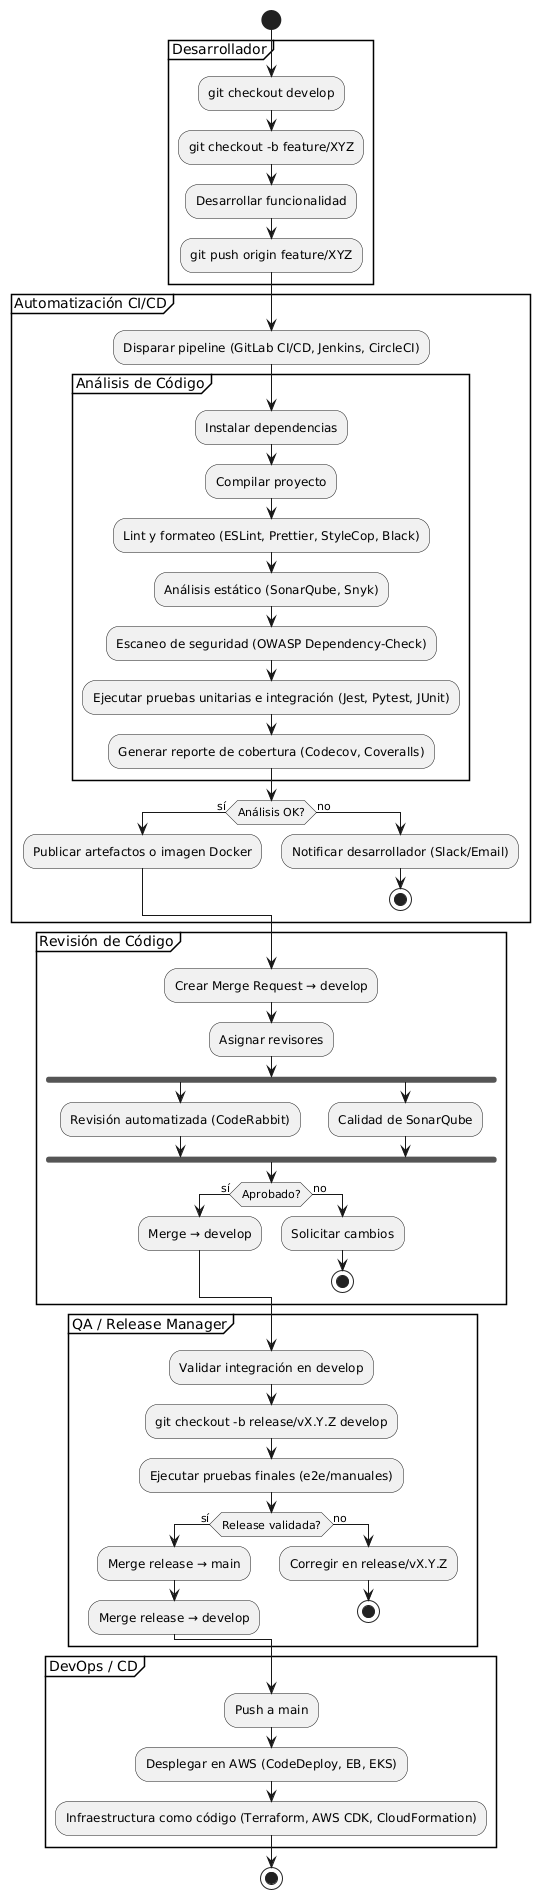 Desarrollador
git checkout develop
git checkout -b feature/XYZ
Desarrollar funcionalidad
git push origin feature/XYZ
Automatización CI/CD
Disparar pipeline (GitLab CI/CD, Jenkins, CircleCI)
Análisis de Código
Instalar dependencias
Compilar proyecto
Lint y formateo (ESLint, Prettier, StyleCop, Black)
Análisis estático (SonarQube, Snyk)
Escaneo de seguridad (OWASP Dependency-Check)
Ejecutar pruebas unitarias e integración (Jest, Pytest, JUnit)
Generar reporte de cobertura (Codecov, Coveralls)
sí
Análisis OK?
no
Publicar artefactos o imagen Docker
Notificar desarrollador (Slack/Email)
Revisión de Código
Crear Merge Request → develop
Asignar revisores
Revisión automatizada (CodeRabbit)
Calidad de SonarQube
sí
Aprobado?
no
Merge → develop
Solicitar cambios
QA / Release Manager
Validar integración en develop
git checkout -b release/vX.Y.Z develop
Ejecutar pruebas finales (e2e/manuales)
sí
Release validada?
no
Merge release → main
Corregir en release/vX.Y.Z
Merge release → develop
DevOps / CD
Push a main
Desplegar en AWS (CodeDeploy, EB, EKS)
Infraestructura como código (Terraform, AWS CDK, CloudFormation)